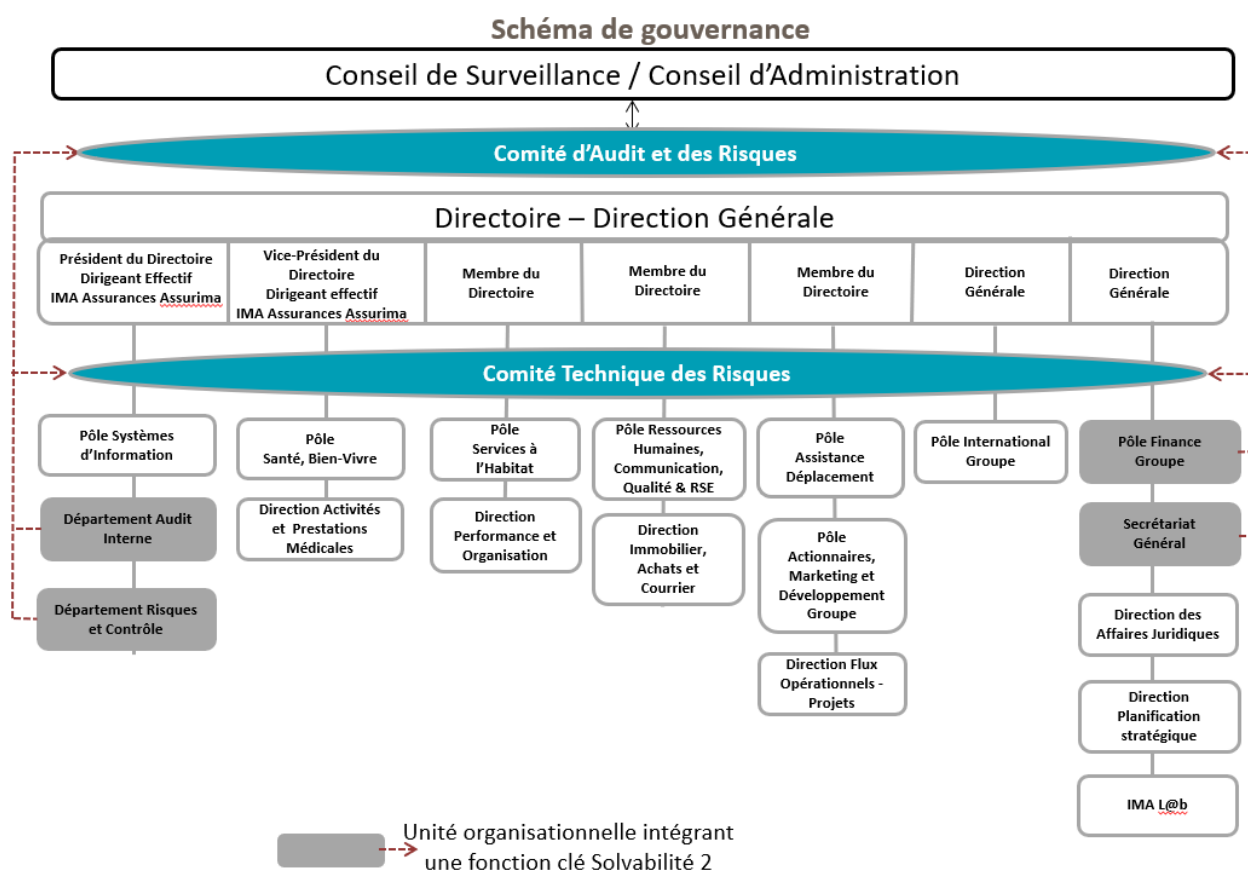 Schéma de gouvernance
Conseil de Surveillance / Conseil d’Administration
Comité d’Audit et des Risques
Directoire – Direction Générale
Président du Directoire
Dirigeant Effectif
IMA Assurances Assurima
Vice-Président du
Directoire
Dirigeant effectif
IMA Assurances Assurima
Membre du
Directoire
Membre du
Directoire
Membre du
Directoire
Direction
Générale
Direction
Générale
Comité Technique des Risques
Pôle Systèmes
d’Information
Département Audit
Interne
Département Risques
et Contrôle
Pôle
Santé, Bien-Vivre
Direction Activités
et Prestations
Médicales
Pôle
Services à
l’Habitat
Direction
Performance et
Organisation
Pôle Ressources
Humaines,
Communication,
Qualité & RSE
Direction
Immobilier,
Achats et
Courrier
Pôle
Assistance
Déplacement
Pôle
Actionnaires,
Marketing et
Développement
Groupe
Direction Flux
Opérationnels -
Projets
Pôle International
Groupe
Pôle Finance
Groupe
Secrétariat
Général
Direction des
Affaires Juridiques
Direction
Planification
stratégique
IMA L@b
Unité organisationnelle intégrant
une fonction clé Solvabilité 2